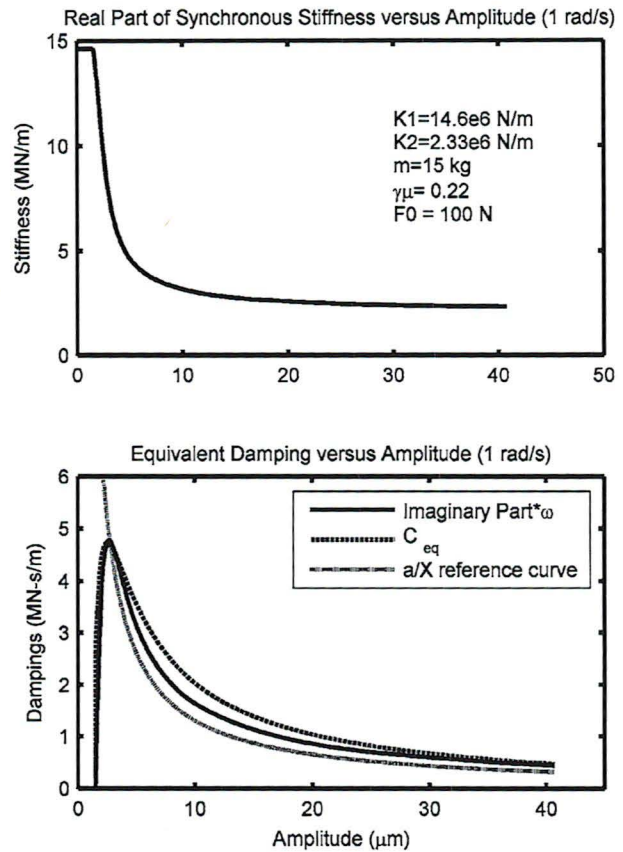 Real Part of Synchronous Stiffness versus Amplitude (1 rad/s)
15
10
5
0
Stiffness (MN/m)
K1=14.6e6 N/m
K2=2.33e6 N/m
m=15 kg
γμ= 0.22
F0 = 100 N
0 10 20 30 40 50
Equivalent Damping versus Amplitude (1 rad/s)
6
5
4
3
2
1
0
Dampings (MN-s/m)
Imaginary Part*ω
C eq
a/X reference curve
0 10 20 30 40
Amplitude (μm)